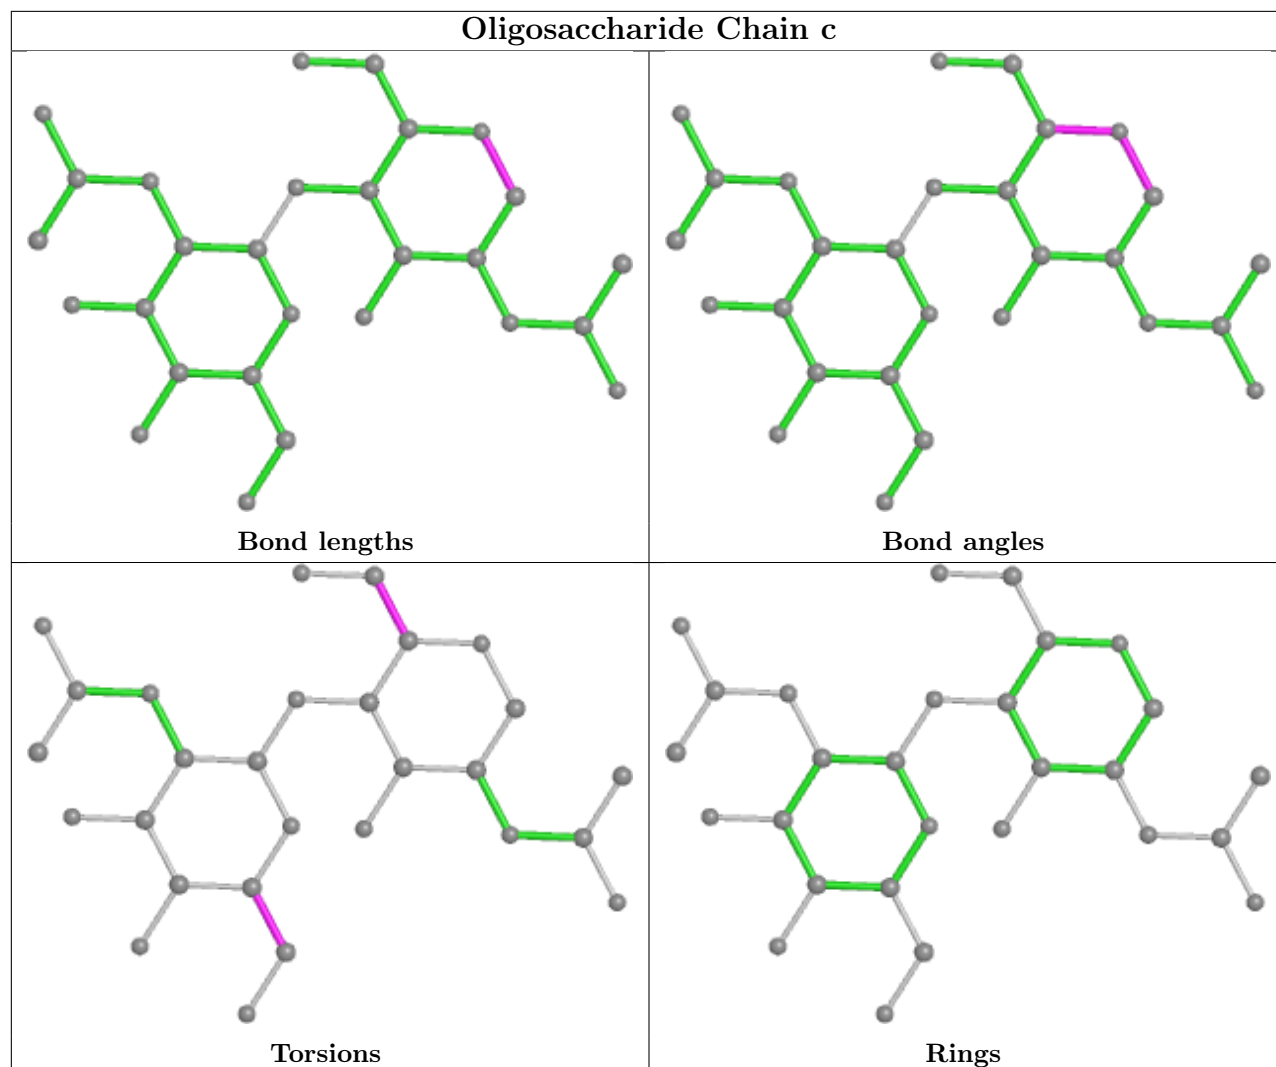 Oligosaccharide Chain c
Bond lengths
Bond angles
Torsions
Rings